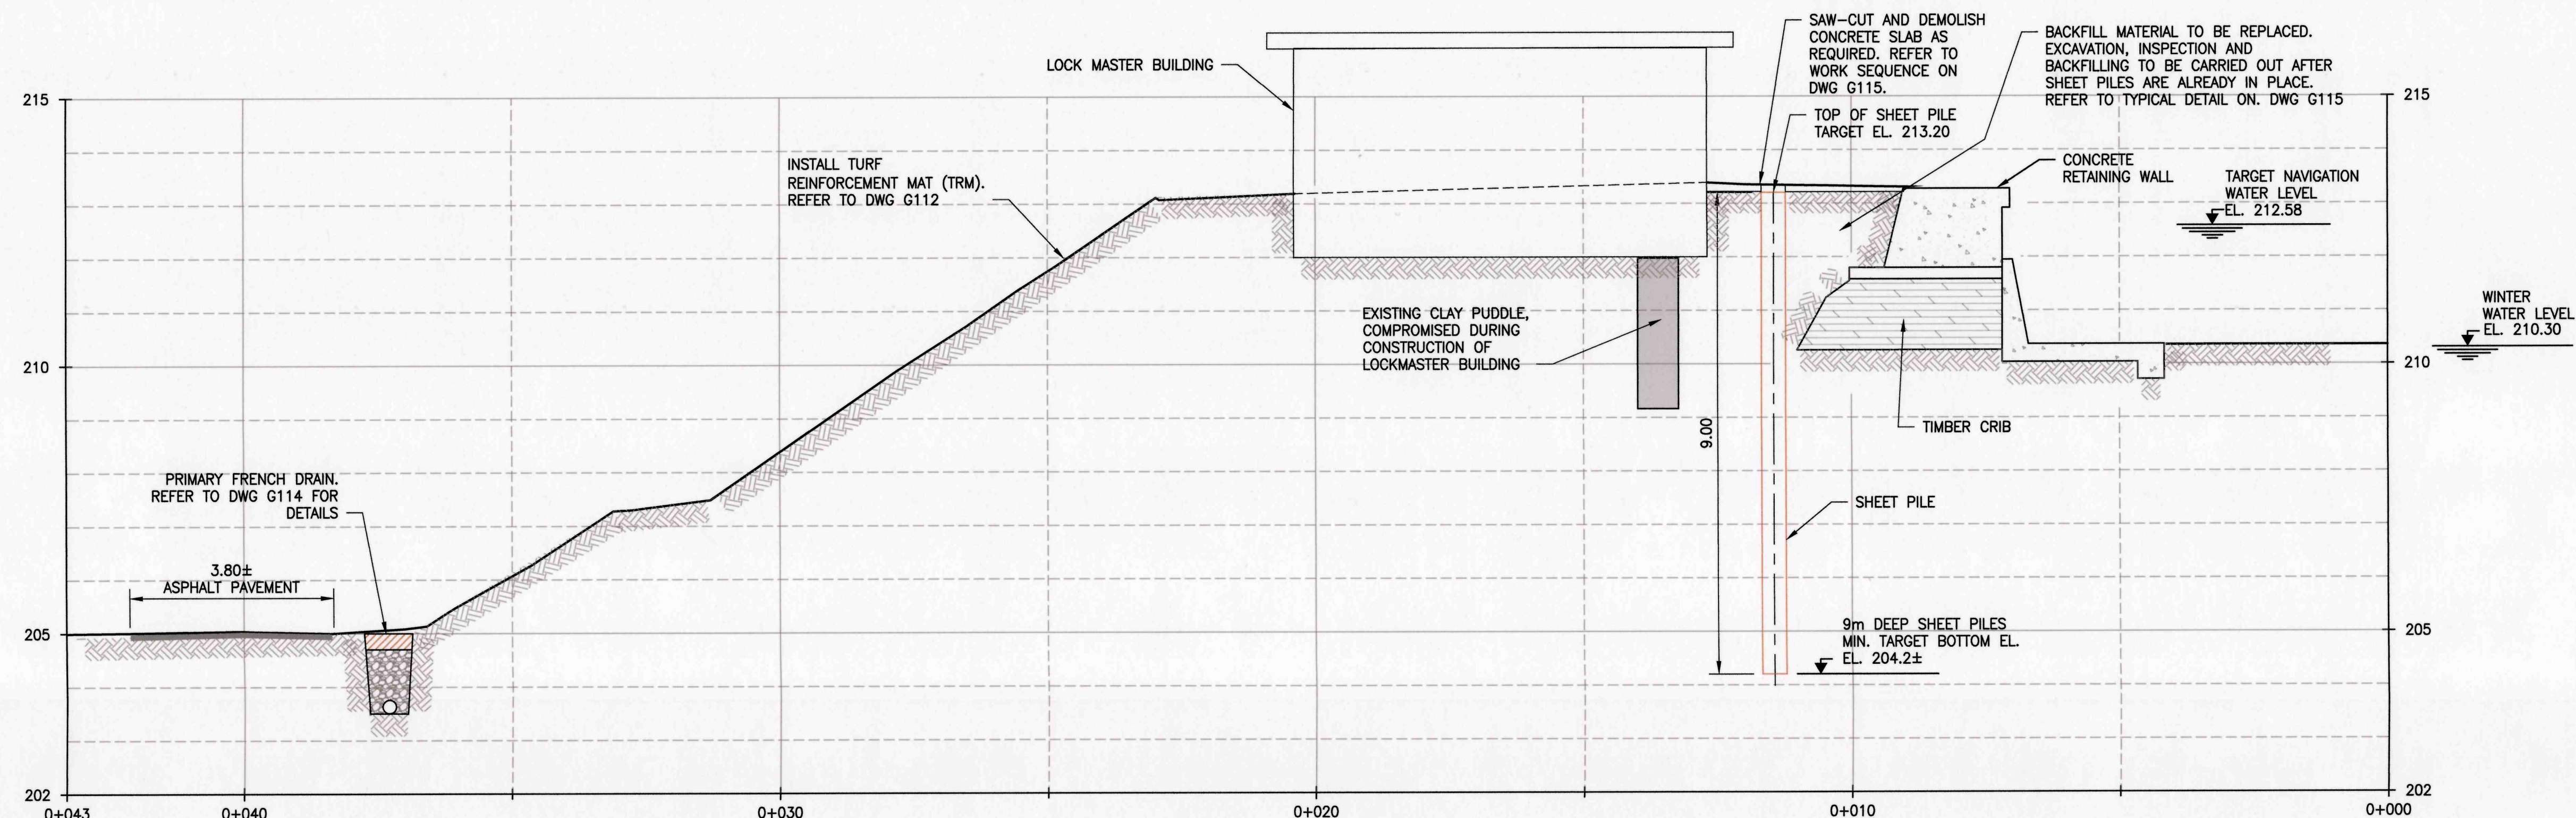 SAW-CUT AND DEMOLISH
CONCRETE SLAB AS
REQUIRED. REFER TO
WORK SEQUENCE ON
DWG G115.
BACKFILL MATERIAL TO BE REPLACED.
EXCAVATION, INSPECTION AND
BACKFILLING TO BE CARRIED OUT AFTER
SHEET PILES ARE ALREADY IN PLACE.
REFER TO TYPICAL DETAIL ON. DWG G115
LOCK MASTER BUILDING
215
215
TOP OF SHEET PILE
TARGET EL. 213.20
INSTALL TURF
REINFORCEMENT MAT (TRM).
REFER TO DWG G112
CONCRETE
RETAINING WALL
TARGET NAVIGATION
WATER LEVEL
EL. 212.58
WINTER
WATER LEVEL
EL. 210.30
EXISTING CLAY PUDDLE,
COMPROMISED DURING
CONSTRUCTION OF
LOCKMASTER BUILDING
210
210
9.00
TIMBER CRIB
PRIMARY FRENCH DRAIN.
REFER TO DWG G114 FOR
DETAILS
SHEET PILE
3.80±
ASPHALT PAVEMENT
205
205
9m DEEP SHEET PILES
MIN. TARGET BOTTOM EL.
EL. 204.2±
202
202
0+043
0+040
0+030
0+020
0+010
0+000